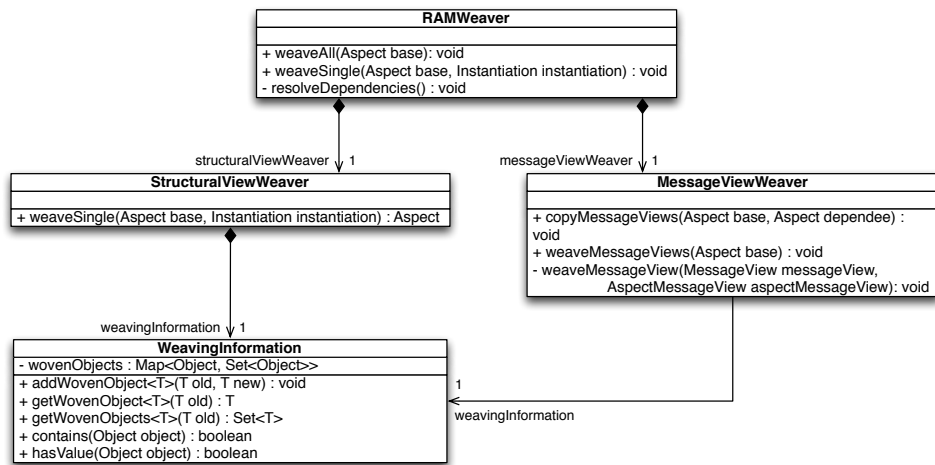 RAMWeaver
+ weaveAll(Aspect base): void
+ weaveSingle(Aspect base, Instantiation instantiation) : void
- resolveDependencies() : void
structuralViewWeaver 1
messageViewWeaver 1
StructuralViewWeaver
+ weaveSingle(Aspect base, Instantiation instantiation) : Aspect
MessageViewWeaver
+ copyMessageViews(Aspect base, Aspect dependee) :
void
+ weaveMessageViews(Aspect base) : void
- weaveMessageView(MessageView messageView,
AspectMessageView aspectMessageView): void
weavingInformation 1
WeavingInformation
- wovenObjects : Map<Object, Set<Object>>
+ addWovenObject<T>(T old, T new) : void
+ getWovenObject<T>(T old) : T
+ getWovenObjects<T>(T old) : Set<T>
+ contains(Object object) : boolean
+ hasValue(Object object) : boolean
1
weavingInformation